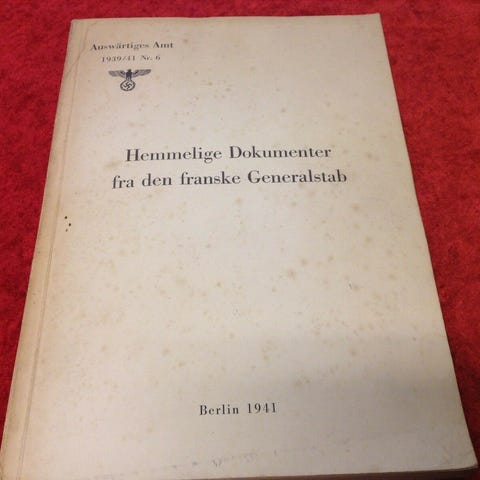 Auswärtiges Amt
1939/41 Nr. 6
Hemmelige Dokumenter
fra den franske Generalstab
Berlin 1941